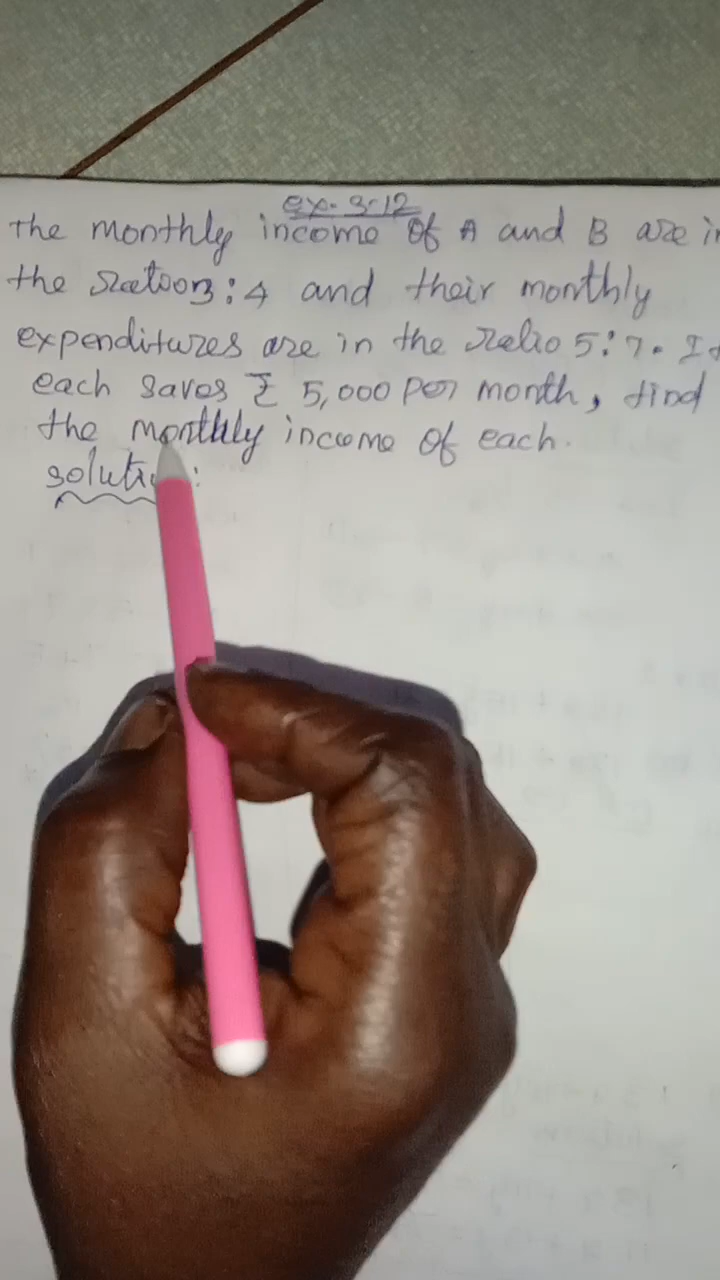 ex. 3.12
The monthly income of A and B are in
the ratio 3:4 and their monthly
expenditures are in the ratio 5:7. If
each saves ₹ 5,000 per month, find
the monthly income of each.
soluti :